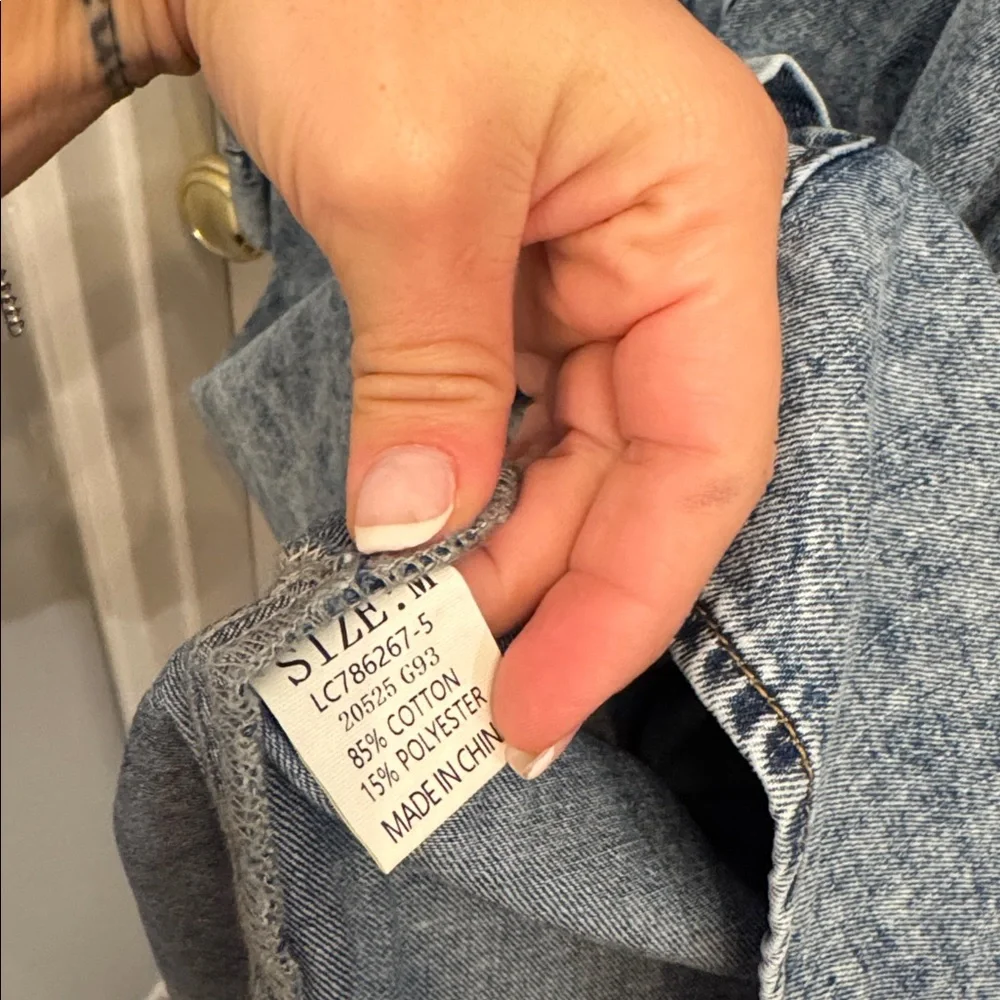 SIZE:M
LC786267-5
20525 G93
85% COTTON
15% POLYESTER
MADE IN CHIN